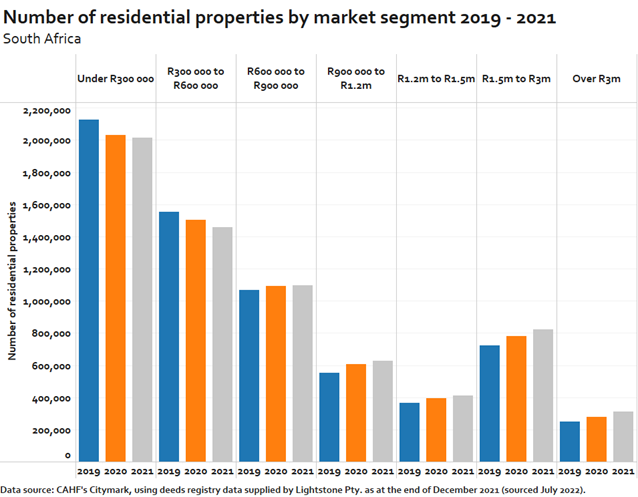 Number of residential properties by market segment 2019 - 2021
South Africa
Under R300 000
R300 000 to
R600 000
R600 000 to
R900 000
R900 000 to
R1.2m
R1.2m to R1.5m
R1.5m to R3m
Over R3m
Number of residential properties
2,200,000
2,000,000
1,800,000
1,600,000
1,400,000
1,200,000
1,000,000
800,000
600,000
400,000
200,000
0
2019 2020 2021 2019 2020 2021 2019 2020 2021 2019 2020 2021 2019 2020 2021 2019 2020 2021 2019 2020 2021
Data source: CAHF's Citymark, using deeds registry data supplied by Lightstone Pty. as at the end of December 2021 (sourced July 2022).